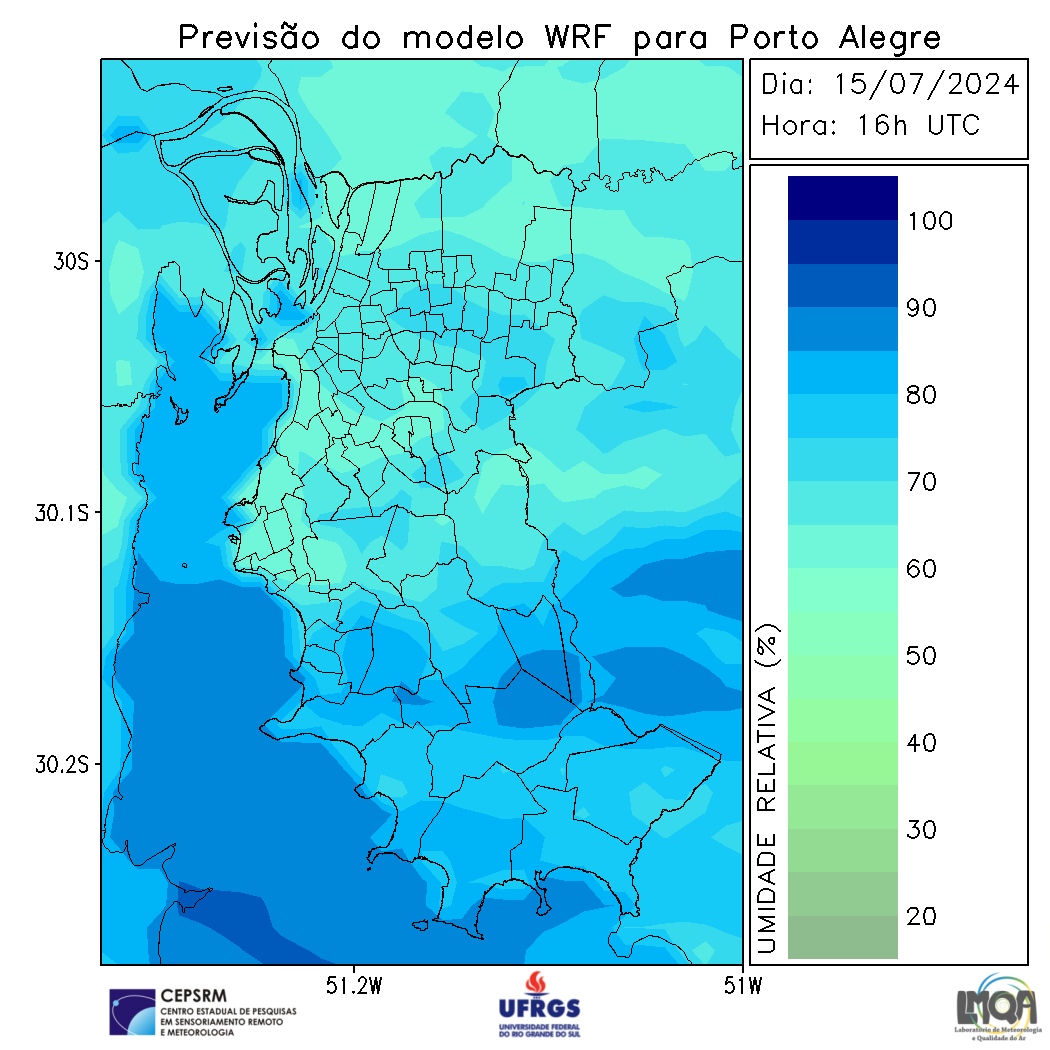 Previsão do modelo WRF para Porto Alegre
Dia: 15/07/2024
Hora: 16h UTC
30S
30.1S
30.2S
51.2W
51W
100
90
80
70
60
50
40
30
20
UMIDADE RELATIVA (%)
CEPSRM
CENTRO ESTADUAL DE PESQUISAS
EM SENSORIAMENTO REMOTO
E METEOROLOGIA
UFRGS
UNIVERSIDADE FEDERAL
DO RIO GRANDE DO SUL
LMQA
Laboratório de Meteorologia
e Qualidade do Ar